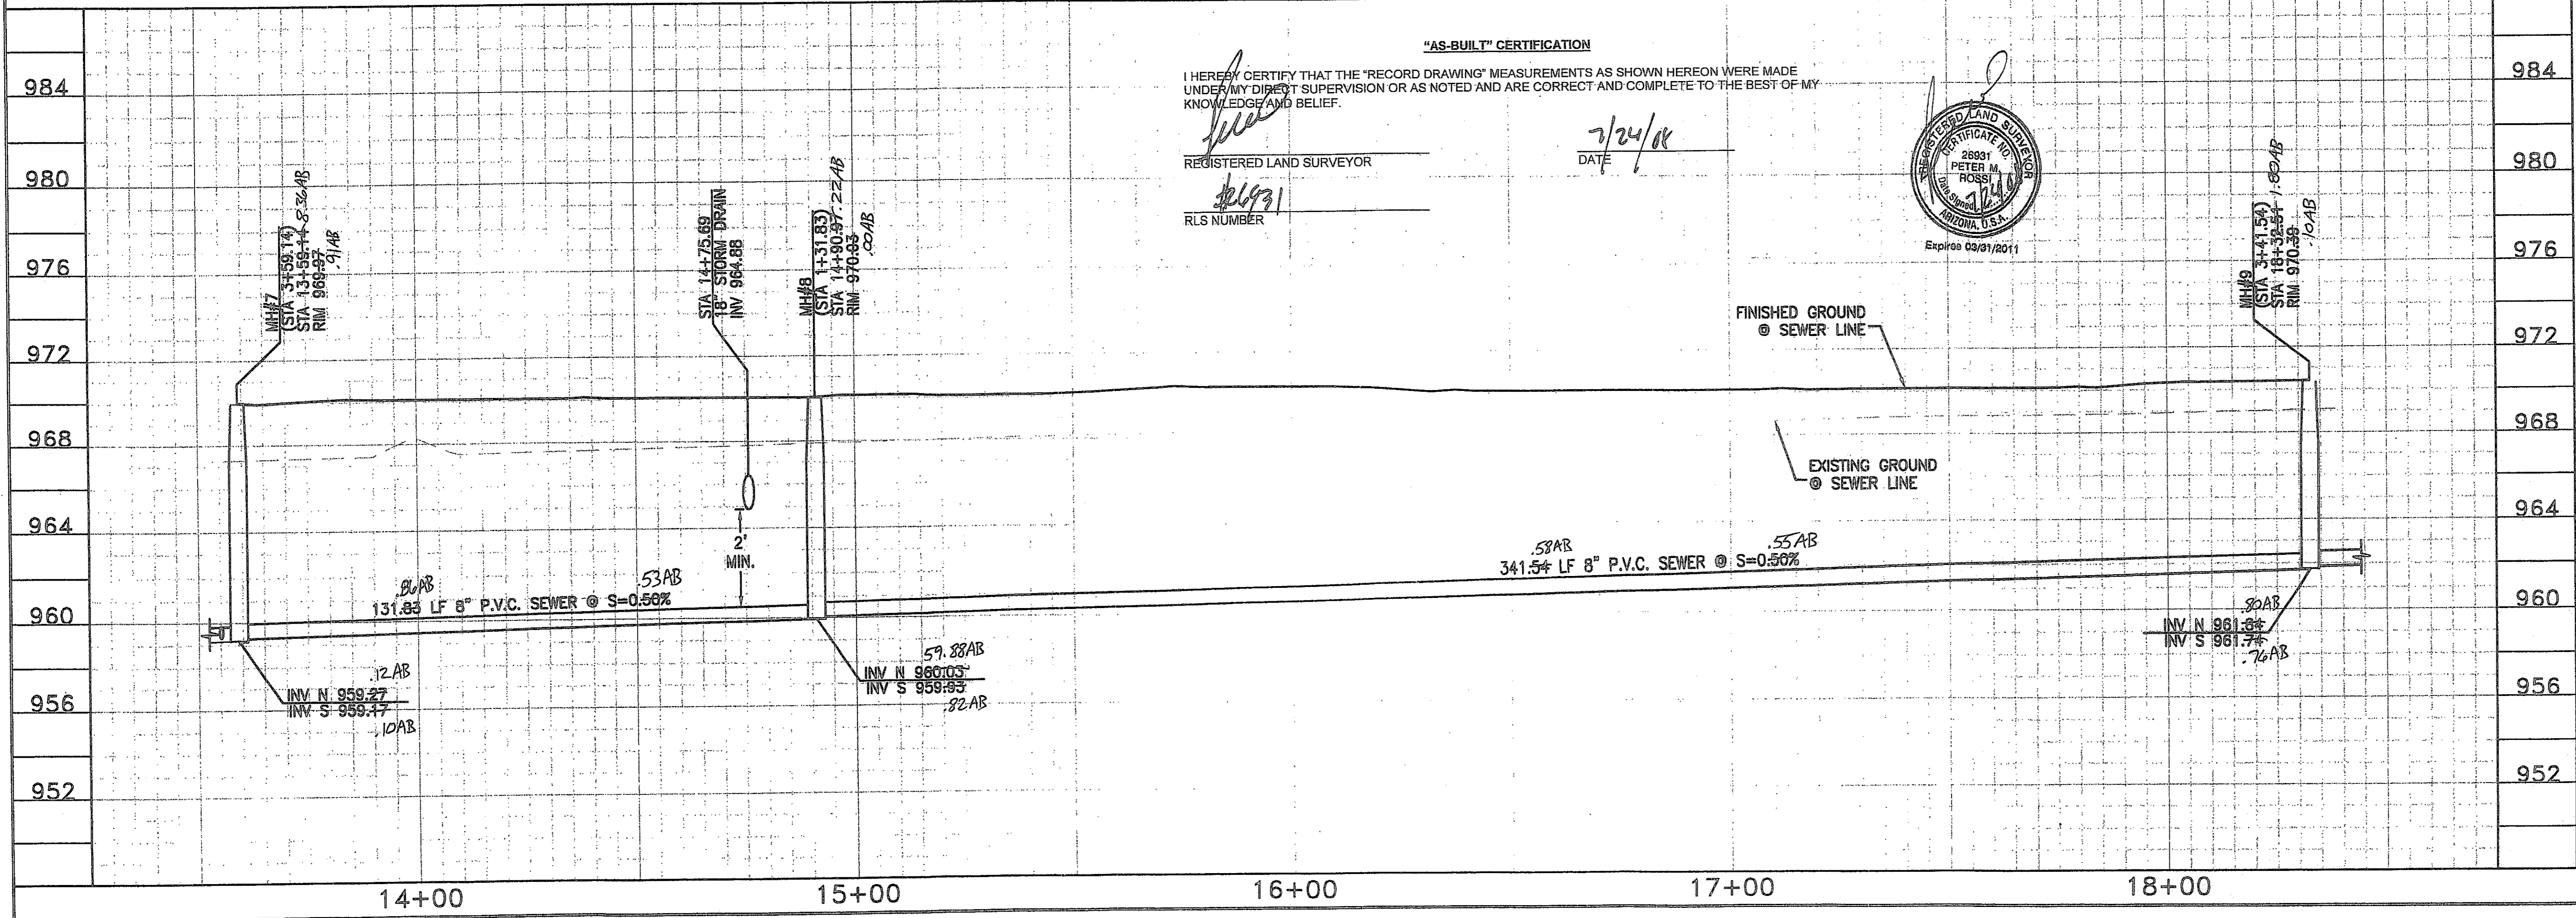 "AS-BUILT" CERTIFICATION
I HEREBY CERTIFY THAT THE "RECORD DRAWING" MEASUREMENTS AS SHOWN HEREON WERE MADE
UNDER MY DIRECT SUPERVISION OR AS NOTED AND ARE CORRECT AND COMPLETE TO THE BEST OF MY
KNOWLEDGE AND BELIEF.
REGISTERED LAND SURVEYOR
7/24/08
DATE
#26931
RLS NUMBER
REGISTERED LAND SURVEYOR
CERTIFICATE NO.
26931
PETER M.
ROSSI
Date Signed
ARIZONA, U.S.A.
Expires 03/31/2011
984
980
976
972
968
964
960
956
952
984
980
976
972
968
964
960
956
952
MH#7
(STA 3+59.14)
STA 13+59.14 8.36AB
RIM 969.97
.91AB
STA 14+75.69
18" STORM DRAIN
INV 964.88
MH#8
(STA 1+31.83)
STA 14+90.97 .22AB
RIM 970.03
.00AB
MH#9
(STA 3+41.54)
STA 18+32.51 1.80AB
RIM 970.39
.10AB
FINISHED GROUND
@ SEWER LINE
EXISTING GROUND
@ SEWER LINE
2'
MIN.
.86AB .53AB
131.83 LF 8" P.V.C. SEWER @ S=0.50%
.58AB .55AB
341.54 LF 8" P.V.C. SEWER @ S=0.50%
.12AB
INV N 959.27
INV S 959.17
.10AB
59.88AB
INV N 960.03
INV S 959.93
.82AB
.80AB
INV N 961.84
INV S 961.74
.76AB
14+00
15+00
16+00
17+00
18+00